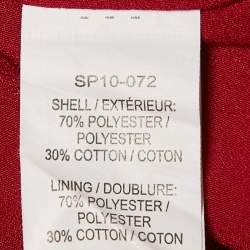 SP10-072
SHELL / EXTÉRIEUR:
70% POLYESTER /
POLYESTER
30% COTTON / COTON
LINING / DOUBLURE:
70% POLYESTER /
POLYESTER
30% COTTON / COTON